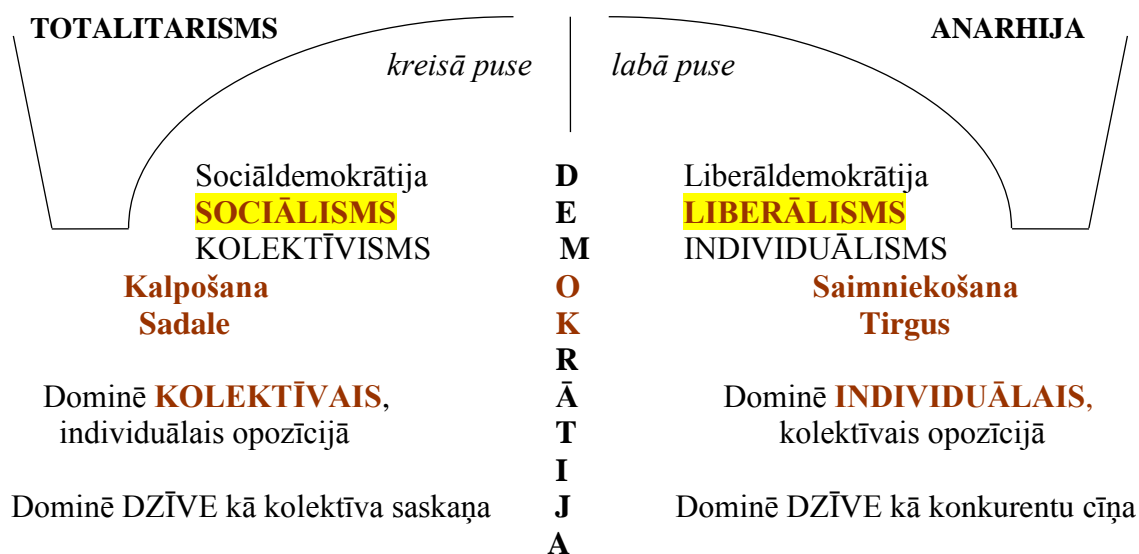 TOTALITARISMS ANARHIJA
kreisā puse labā puse
Sociāldemokrātija D Liberāldemokrātija
SOCIĀLISMS E LIBERĀLISMS
KOLEKTĪVISMS M INDIVIDUĀLISMS
Kalpošana O Saimniekošana
Sadale K Tirgus
R
Dominē KOLEKTĪVAIS, Ā Dominē INDIVIDUĀLAIS,
individuālais opozīcijā T kolektīvais opozīcijā
I
Dominē DZĪVE kā kolektīva saskaņa J Dominē DZĪVE kā konkurentu cīņa
A